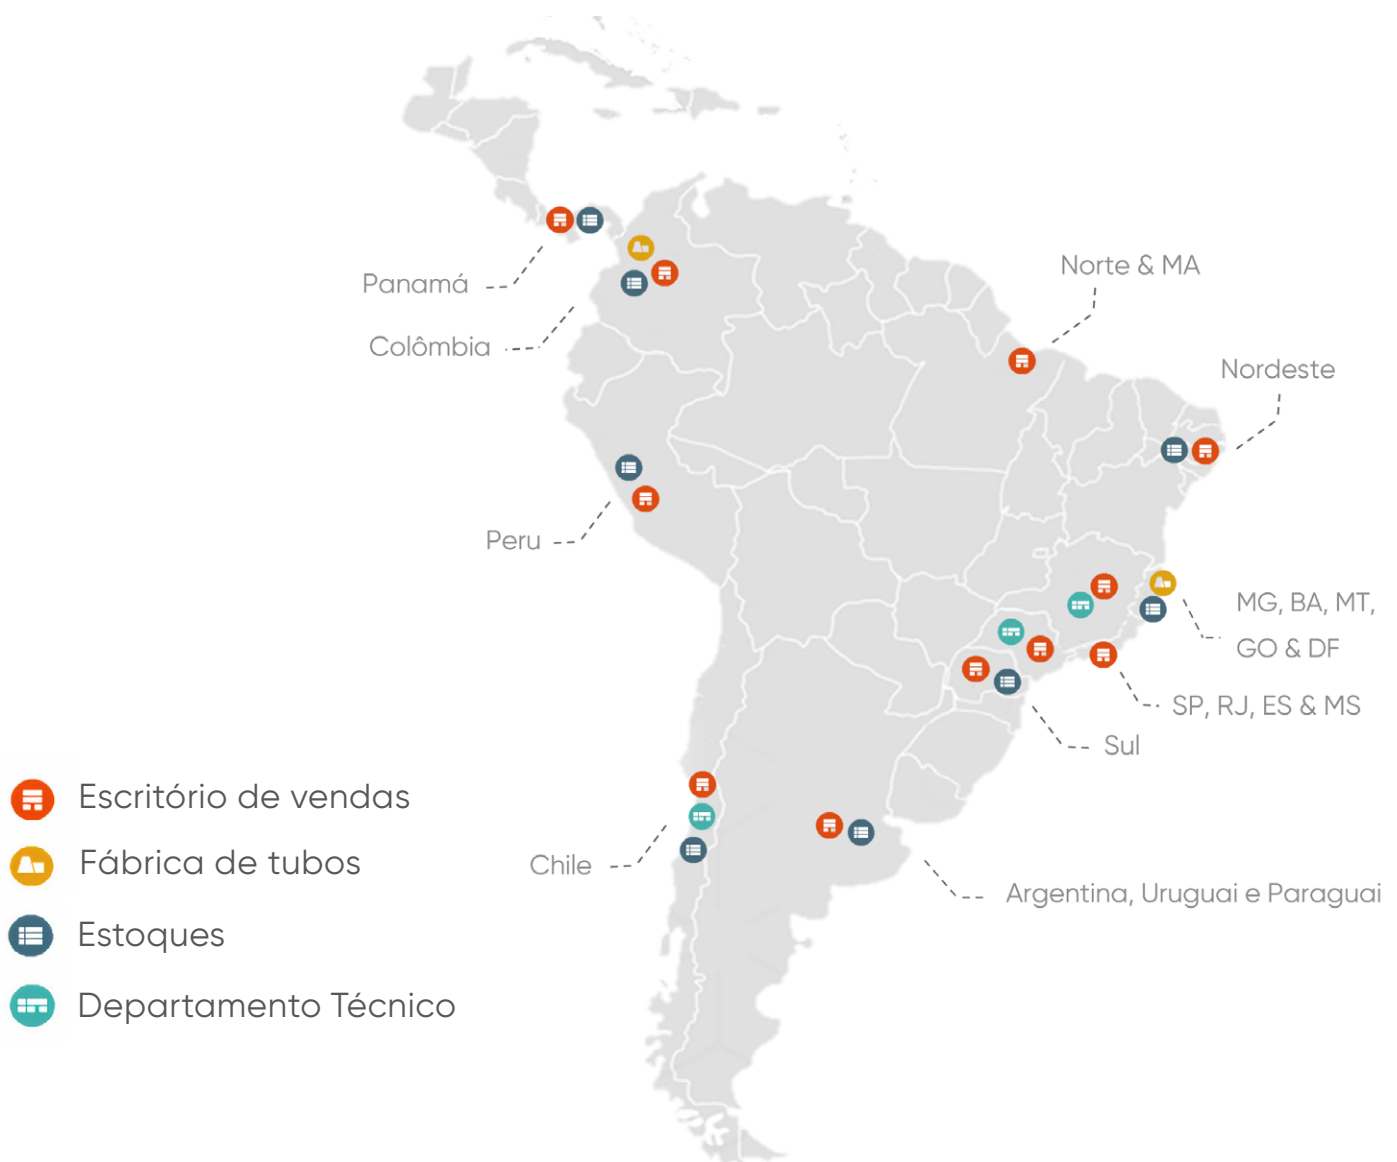 Norte & MA
Panamá
Colômbia
Nordeste
Peru
MG, BA, MT,
GO & DF
SP, RJ, ES & MS
Sul
Chile
Argentina, Uruguai e Paraguai
Escritório de vendas
Fábrica de tubos
Estoques
Departamento Técnico